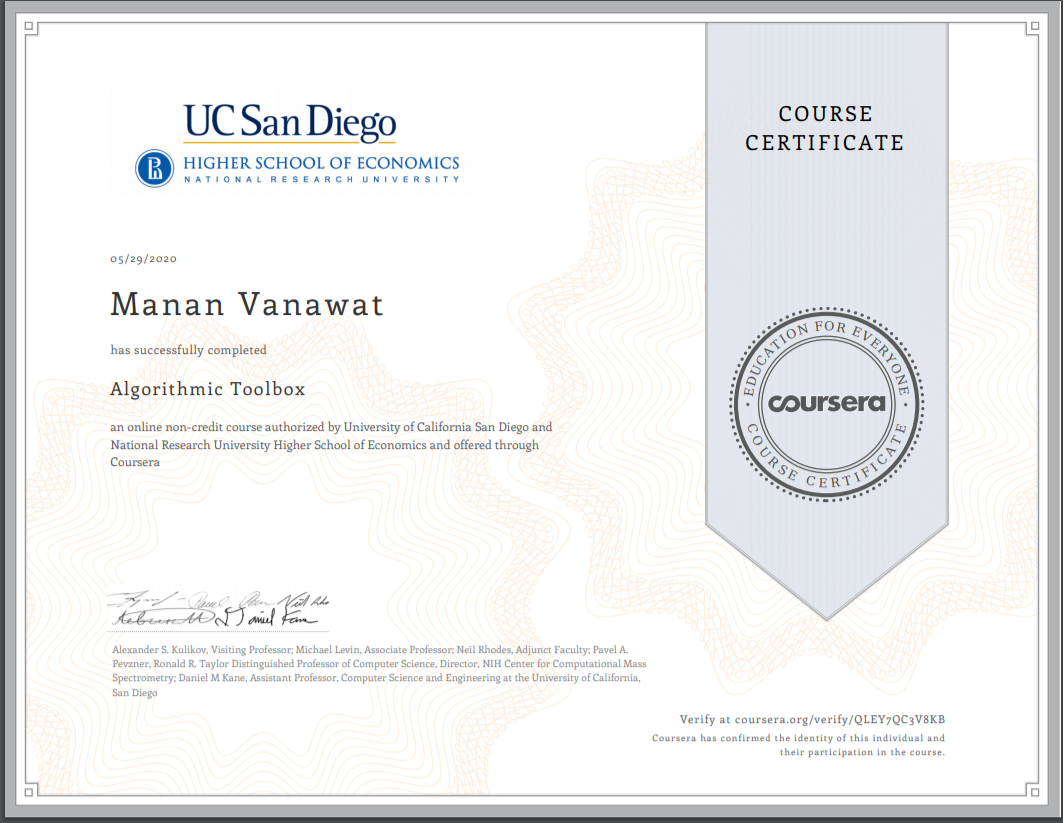 UC San Diego
HIGHER SCHOOL OF ECONOMICS
NATIONAL RESEARCH UNIVERSITY
COURSE
CERTIFICATE
05/29/2020
Manan Vanawat
has successfully completed
Algorithmic Toolbox
an online non-credit course authorized by University of California San Diego and
National Research University Higher School of Economics and offered through
Coursera
EDUCATION FOR EVERYONE
coursera
COURSE CERTIFICATE
Alexander S. Kulikov, Visiting Professor; Michael Levin, Associate Professor; Neil Rhodes, Adjunct Faculty; Pavel A.
Pevzner, Ronald R. Taylor Distinguished Professor of Computer Science, Director, NIH Center for Computational Mass
Spectrometry; Daniel M Kane, Assistant Professor, Computer Science and Engineering at the University of California,
San Diego
Verify at coursera.org/verify/QLEY7QC3V8KB
Coursera has confirmed the identity of this individual and
their participation in the course.